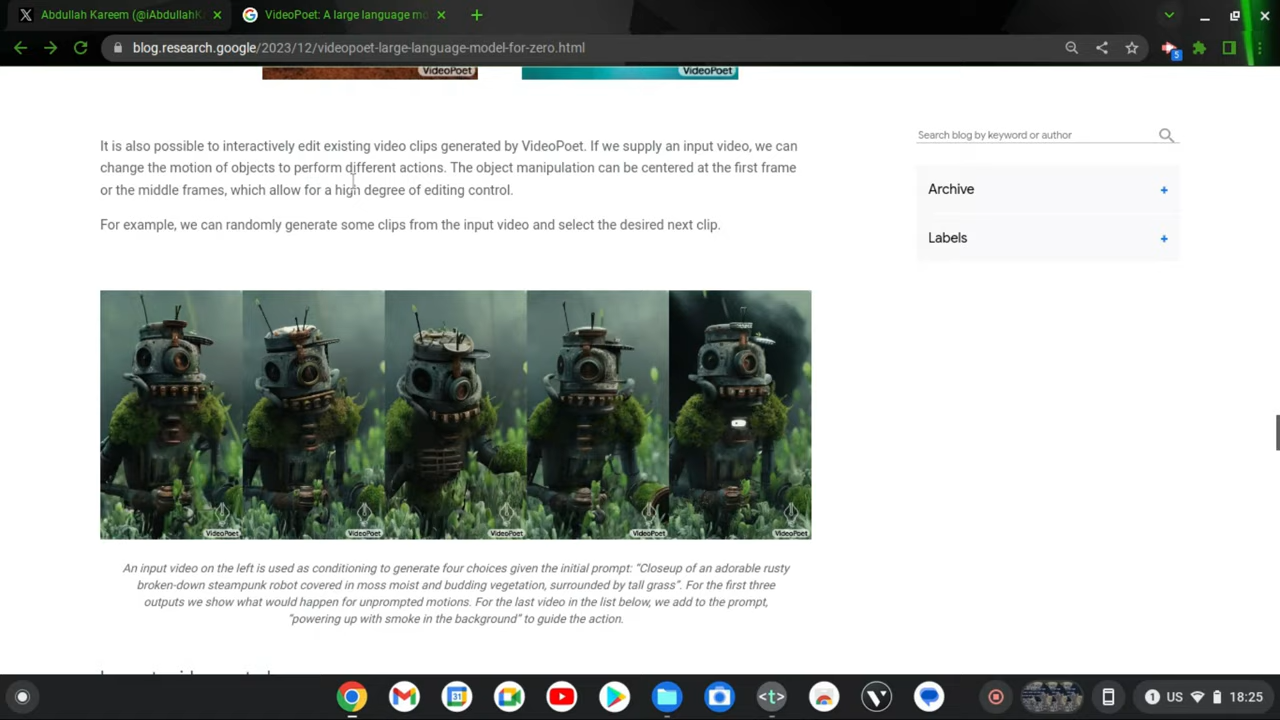 Abdullah Kareem (@iAbdullahK
VideoPoet: A large language mo
blog.research.google/2023/12/videopoet-large-language-model-for-zero.html
5
VideoPoet
VideoPoet
It is also possible to interactively edit existing video clips generated by VideoPoet. If we supply an input video, we can
change the motion of objects to perform different actions. The object manipulation can be centered at the first frame
or the middle frames, which allow for a high degree of editing control.
For example, we can randomly generate some clips from the input video and select the desired next clip.
Search blog by keyword or author
Archive
Labels
VideoPoet
VideoPoet
VideoPoet
VideoPoet
VideoPoet
An input video on the left is used as conditioning to generate four choices given the initial prompt: “Closeup of an adorable rusty
broken-down steampunk robot covered in moss moist and budding vegetation, surrounded by tall grass”. For the first three
outputs we show what would happen for unprompted motions. For the last video in the list below, we add to the prompt,
“powering up with smoke in the background” to guide the action.
31
<t>
1 US 18:25